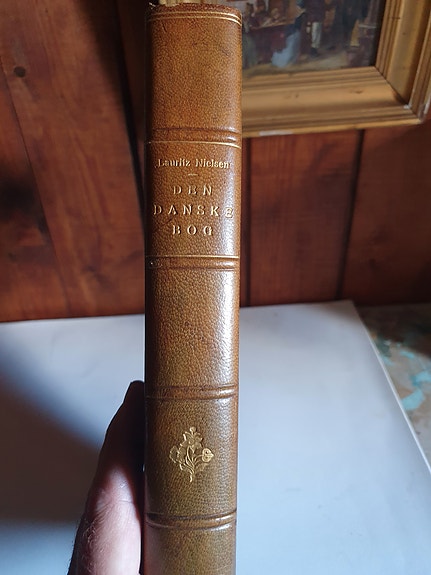 Lauritz Nielsen
DEN
DANSKE
BOG